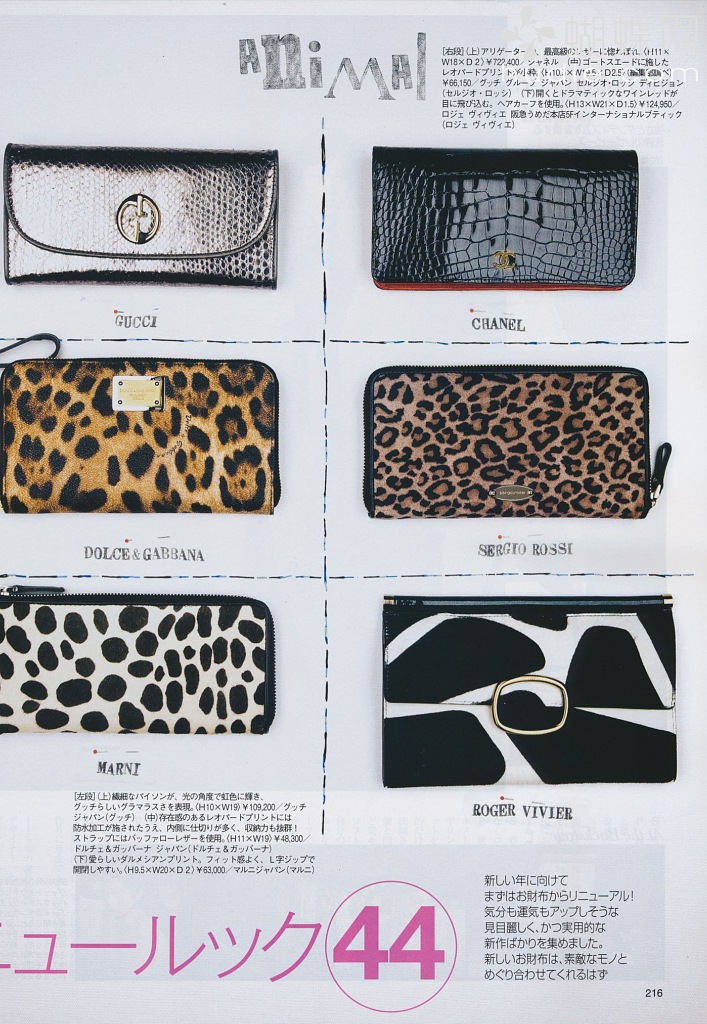 animal
[右段](上)アリゲーター
最高級の
(H11×
W18×D2)¥722,400/シャネル (中)ゴートスエードに施した
レオパードプリントが
¥66,150/グッチ グループ ジャパン セルジオ・ロッシ ディビジョン
(セルジオ・ロッシ) (下)開くとドラマティックなワインレッドが
目に飛び込む。ヘアカーフを使用。(H13×W21×D1.5)¥124,950/
ロジェ ヴィヴィエ 阪急うめだ本店5Fインターナショナルブティック
(ロジェ ヴィヴィエ)
GUCCI
CHANEL
DOLCE&GABBANA
SERGIO ROSSI
MARNI
ROGER VIVIER
[左段](上)繊細なパイソンが、光の角度で虹色に輝き、
グッチらしいグラマラスさを表現。(H10×W19)¥109,200/グッチ
ジャパン(グッチ) (中)存在感のあるレオパードプリントには
防水加工が施されたうえ、内側に仕切りが多く、収納力も抜群!
ストラップにはバッファローレザーを使用。(H11×W19)¥48,300/
ドルチェ&ガッバーナ ジャパン(ドルチェ&ガッバーナ)
(下)愛らしいダルメシアンプリント。フィット感よく、L字ジップで
開閉しやすい。(H9.5×W20×D2)¥63,000/マルニジャパン(マルニ)
ニュールック44
新しい年に向けて
まずはお財布からリニューアル!
気分も運気もアップしそうな
見目麗しく、かつ実用的な
新作ばかりを集めました。
新しいお財布は、素敵なモノと
めぐり合わせてくれるはず
216